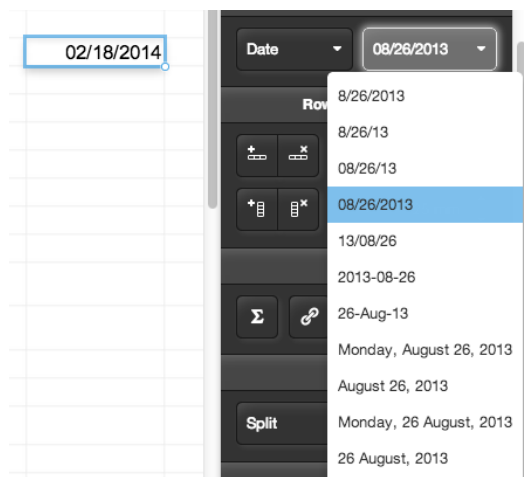 02/18/2014
Date
08/26/2013
Row
8/26/2013
8/26/13
08/26/13
08/26/2013
13/08/26
2013-08-26
Σ
26-Aug-13
Monday, August 26, 2013
August 26, 2013
Split
Monday, 26 August, 2013
26 August, 2013